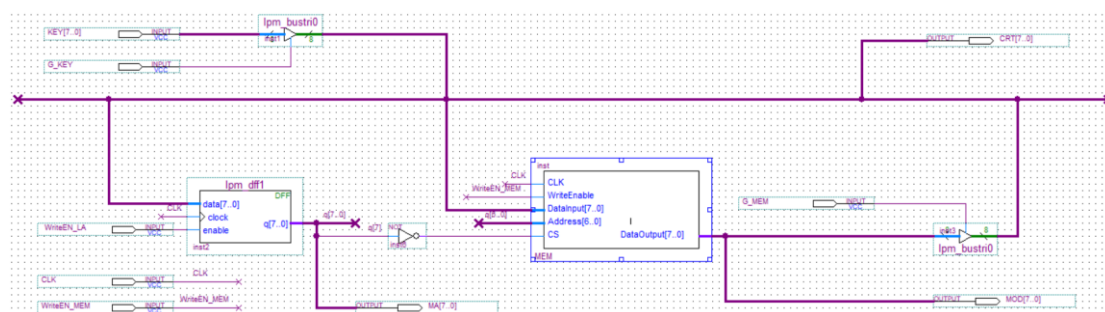 lpm_bustri0
KEY[7..0] INPUT VCC
inst1 8
OUTPUT CRT[7..0]
G_KEY INPUT VCC
inst
CLK
lpm_dff1
DFF
CLK
WriteEN_MEM
WriteEnable
data[7..0]
clock
enable
q[7..0]
inst2
q[7..0]
q[7]
NOT
q[6..0]
DataInput[7..0]
Address[6..0]
CS
DataOutput[7..0]
I
MEM
CLK
WriteEN_LA INPUT VCC
G_MEM INPUT VCC
inst3 8
lpm_bustri0
CLK INPUT VCC
CLK
WriteEN_MEM INPUT
WriteEN_MEM
OUTPUT MA[7..0]
OUTPUT MOD[7..0]